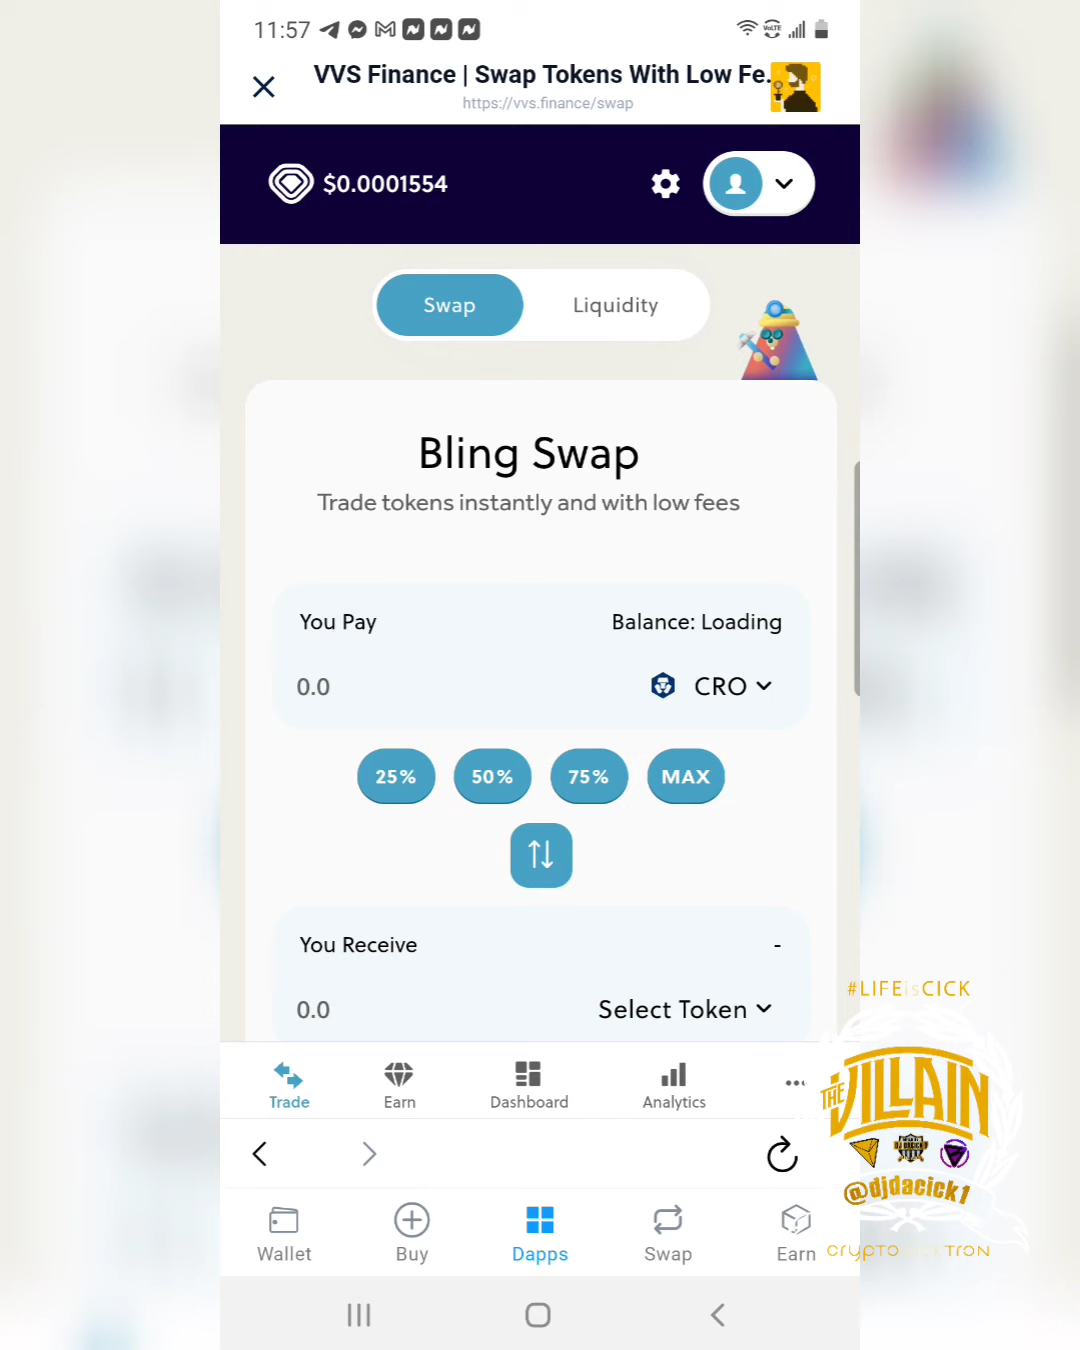 11:57
VoLTE
VVS Finance | Swap Tokens With Low Fe...
https://vvs.finance/swap
$0.0001554
Swap Liquidity
Bling Swap
Trade tokens instantly and with low fees
You Pay Balance: Loading
0.0 CRO
25% 50% 75% MAX
You Receive -
0.0 Select Token
Trade Earn Dashboard Analytics ...
Wallet Buy Dapps Swap Earn
#LIFEisCICK
THE VILLAIN
@djdacick1